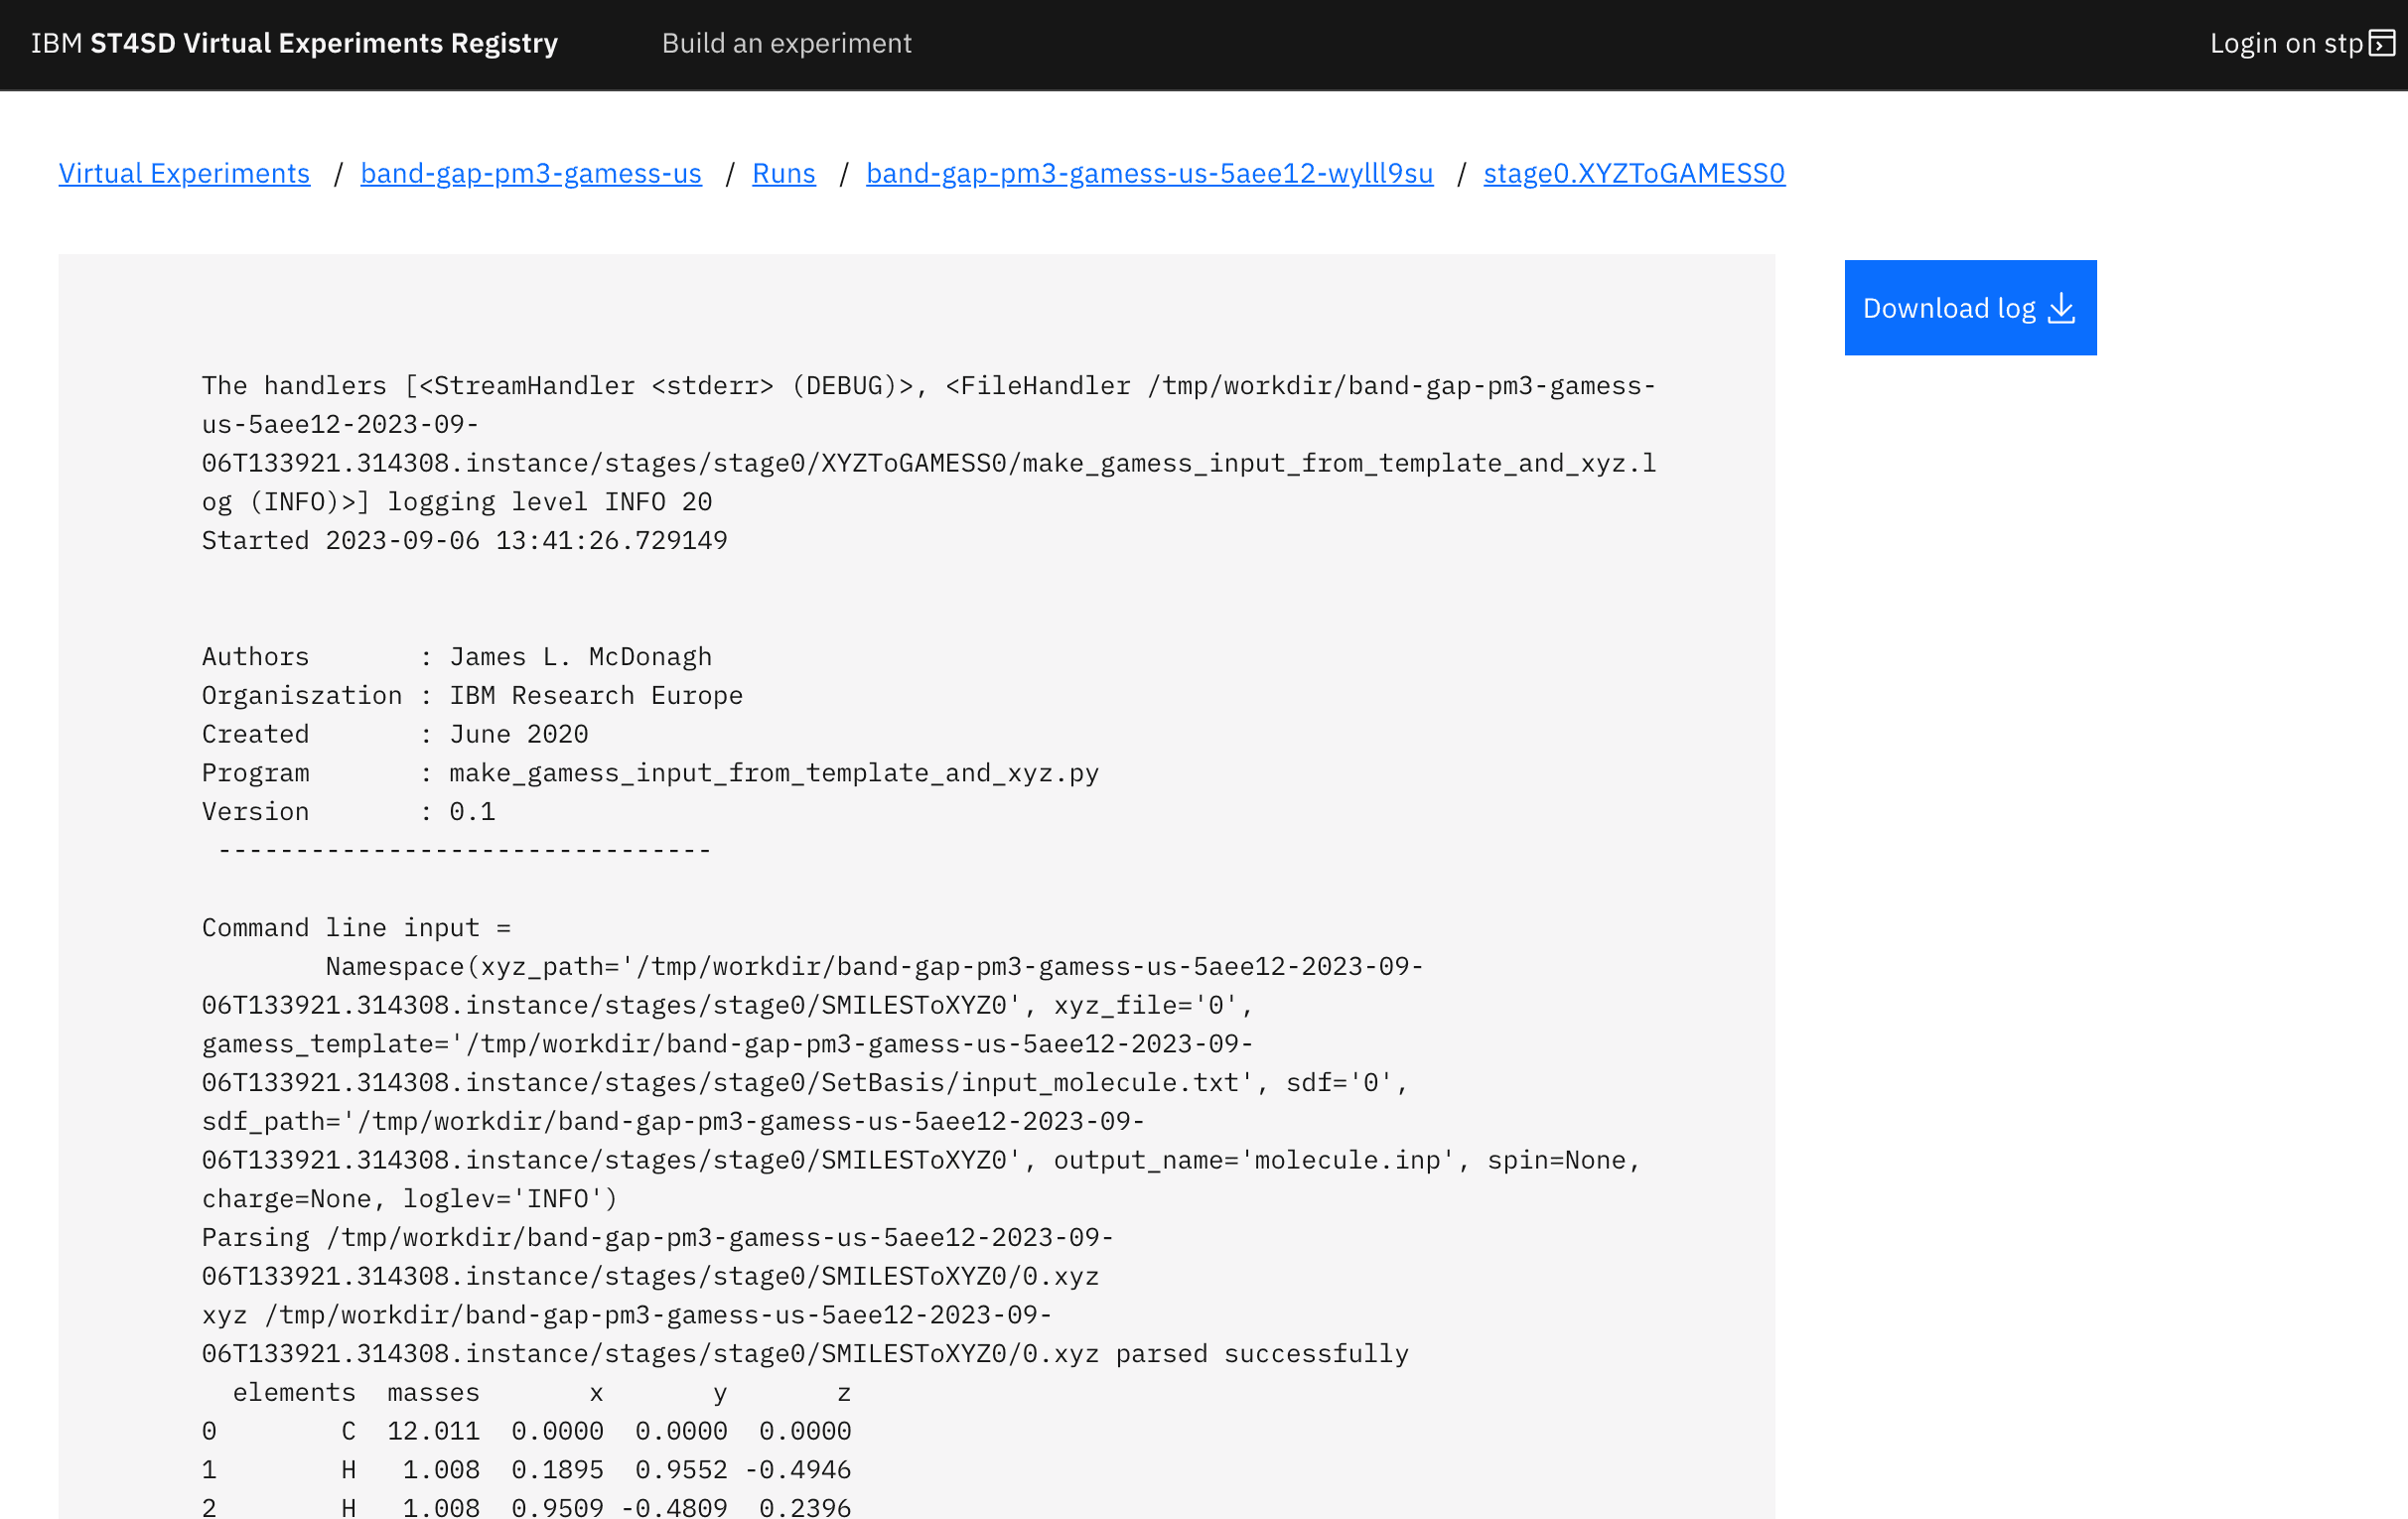 IBM ST4SD Virtual Experiments Registry Build an experiment Login on stp
Virtual Experiments / band-gap-pm3-gamess-us / Runs / band-gap-pm3-gamess-us-5aee12-wylll9su / stage0.XYZToGAMESS0
Download log
The handlers [<StreamHandler <stderr> (DEBUG)>, <FileHandler /tmp/workdir/band-gap-pm3-gamess-
us-5aee12-2023-09-
06T133921.314308.instance/stages/stage0/XYZToGAMESS0/make_gamess_input_from_template_and_xyz.l
og (INFO)>] logging level INFO 20
Started 2023-09-06 13:41:26.729149
Authors       : James L. McDonagh
Organiszation : IBM Research Europe
Created       : June 2020
Program       : make_gamess_input_from_template_and_xyz.py
Version       : 0.1
 --------------------------------
Command line input =
        Namespace(xyz_path='/tmp/workdir/band-gap-pm3-gamess-us-5aee12-2023-09-
06T133921.314308.instance/stages/stage0/SMILESToXYZ0', xyz_file='0',
gamess_template='/tmp/workdir/band-gap-pm3-gamess-us-5aee12-2023-09-
06T133921.314308.instance/stages/stage0/SetBasis/input_molecule.txt', sdf='0',
sdf_path='/tmp/workdir/band-gap-pm3-gamess-us-5aee12-2023-09-
06T133921.314308.instance/stages/stage0/SMILESToXYZ0', output_name='molecule.inp', spin=None,
charge=None, loglev='INFO')
Parsing /tmp/workdir/band-gap-pm3-gamess-us-5aee12-2023-09-
06T133921.314308.instance/stages/stage0/SMILESToXYZ0/0.xyz
xyz /tmp/workdir/band-gap-pm3-gamess-us-5aee12-2023-09-
06T133921.314308.instance/stages/stage0/SMILESToXYZ0/0.xyz parsed successfully
  elements  masses       x       y       z
0        C  12.011  0.0000  0.0000  0.0000
1        H   1.008  0.1895  0.9552 -0.4946
2        H   1.008  0.9509 -0.4809  0.2396